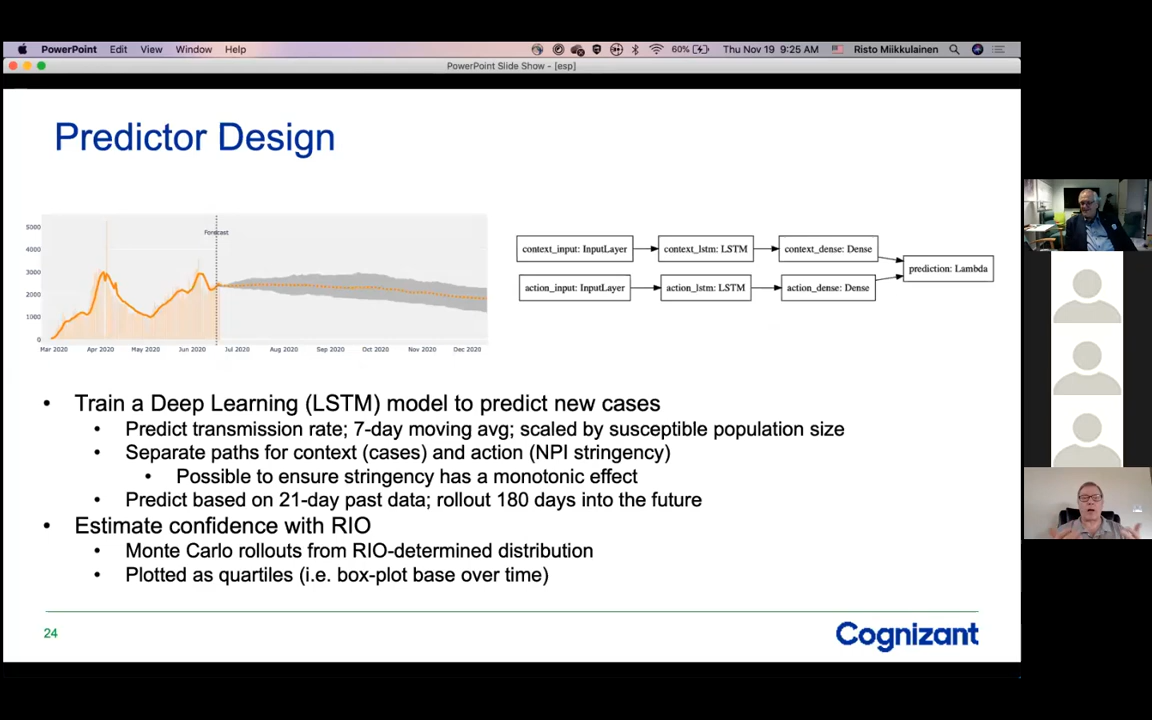 PowerPoint Edit View Window Help 60% Thu Nov 19 9:25 AM Risto Miikkulainen
PowerPoint Slide Show - [esp]
Predictor Design
Forecast
5000
4000
3000
2000
1000
0
Mar 2020 Apr 2020 May 2020 Jun 2020 Jul 2020 Aug 2020 Sep 2020 Oct 2020 Nov 2020 Dec 2020
context_input: InputLayer context_lstm: LSTM context_dense: Dense
prediction: Lambda
action_input: InputLayer action_lstm: LSTM action_dense: Dense
• Train a Deep Learning (LSTM) model to predict new cases
• Predict transmission rate; 7-day moving avg; scaled by susceptible population size
• Separate paths for context (cases) and action (NPI stringency)
• Possible to ensure stringency has a monotonic effect
• Predict based on 21-day past data; rollout 180 days into the future
• Estimate confidence with RIO
• Monte Carlo rollouts from RIO-determined distribution
• Plotted as quartiles (i.e. box-plot base over time)
24
Cognizant